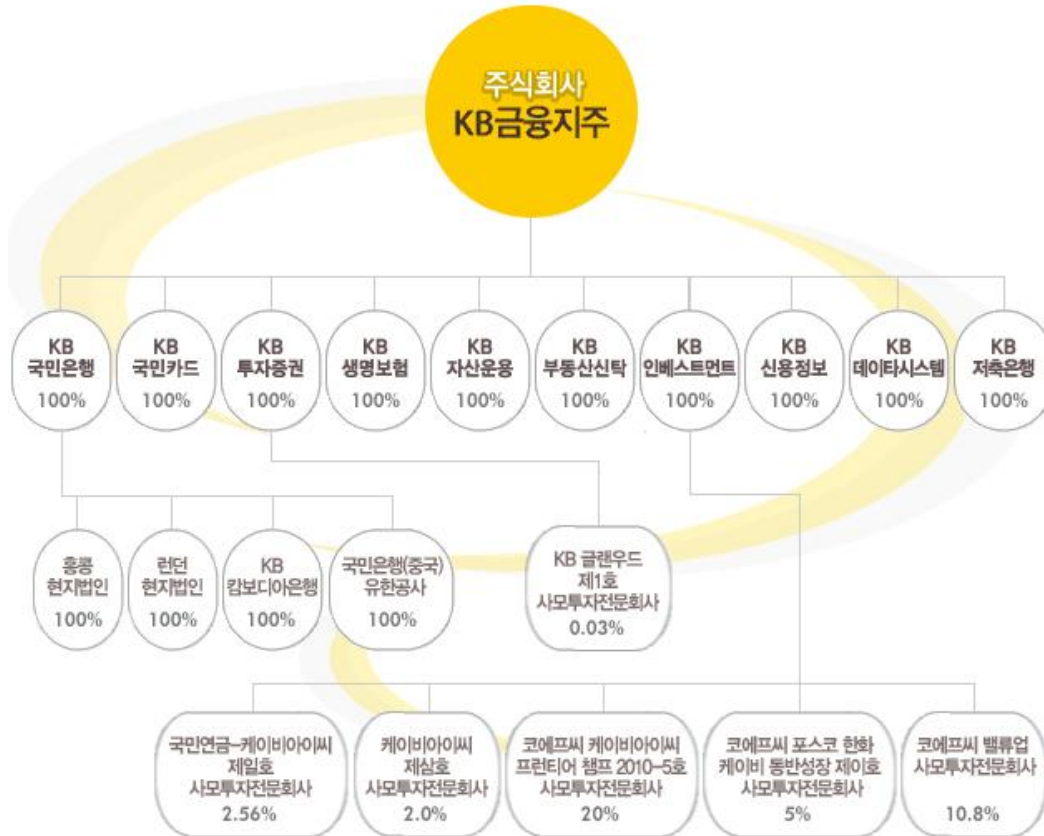 주식회사
KB금융지주
KB
국민은행
100%
KB
국민카드
100%
KB
투자증권
100%
KB
생명보험
100%
KB
자산운용
100%
KB
부동산신탁
100%
KB
인베스트먼트
100%
KB
신용정보
100%
KB
데이타시스템
100%
KB
저축은행
100%
홍콩
현지법인
100%
런던
현지법인
100%
KB
캄보디아은행
100%
국민은행(중국)
유한공사
100%
KB 글랜우드
제1호
사모투자전문회사
0.03%
국민연금-케이비아이씨
제일호
사모투자전문회사
2.56%
케이비아이씨
제삼호
사모투자전문회사
2.0%
코에프씨 케이비아이씨
프런티어 챔프 2010-5호
사모투자전문회사
20%
코에프씨 포스코 한화
케이비 동반성장 제이호
사모투자전문회사
5%
코에프씨 밸류업
사모투자전문회사
10.8%